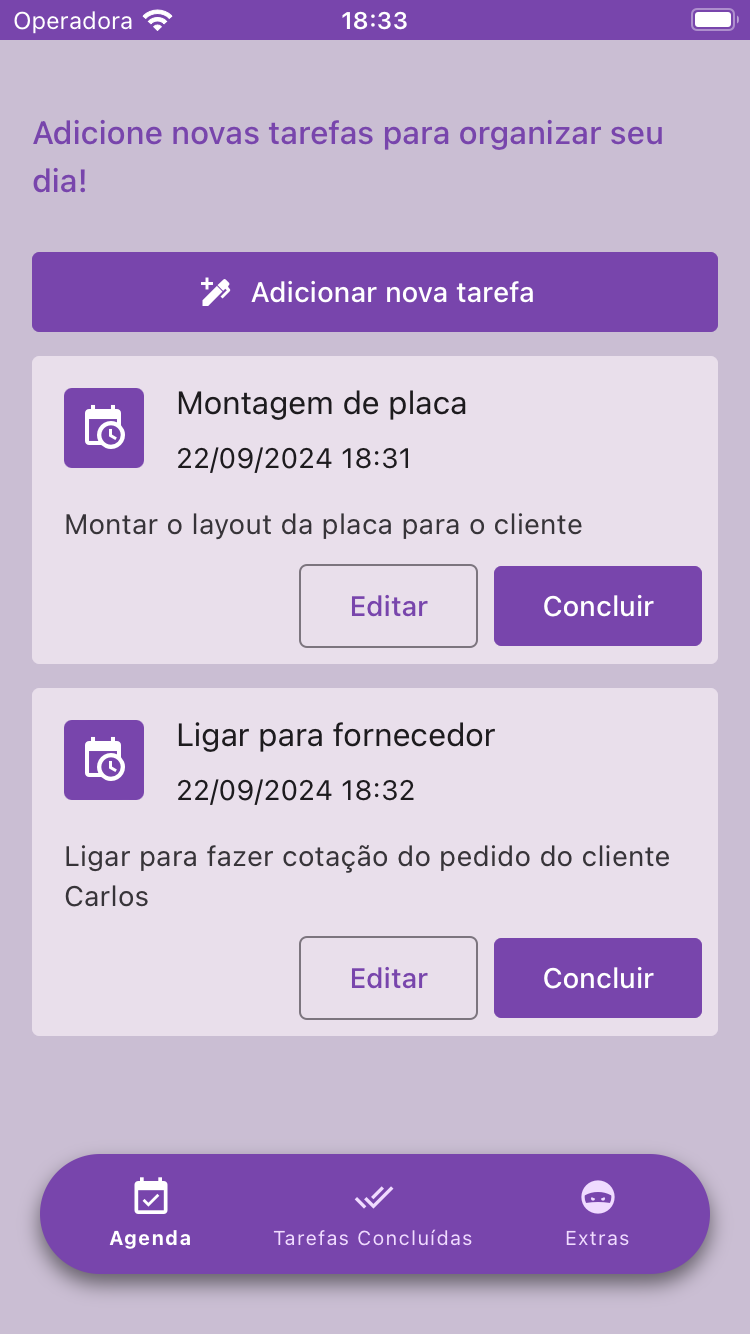 Operadora 18:33
Adicione novas tarefas para organizar seu
dia!
Adicionar nova tarefa
Montagem de placa
22/09/2024 18:31
Montar o layout da placa para o cliente
Editar Concluir
Ligar para fornecedor
22/09/2024 18:32
Ligar para fazer cotação do pedido do cliente
Carlos
Editar Concluir
Agenda Tarefas Concluídas Extras